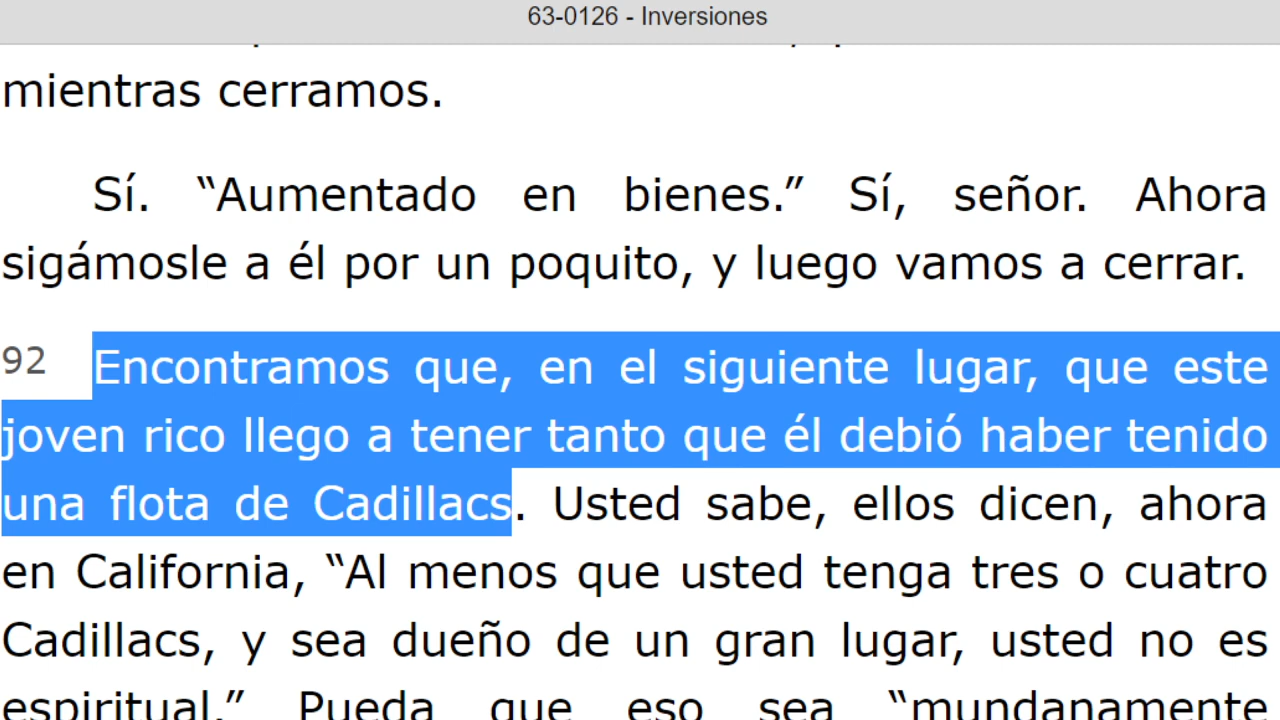 63-0126 - Inversiones
mientras cerramos.
Sí. “Aumentado en bienes.” Sí, señor. Ahora
sigámosle a él por un poquito, y luego vamos a cerrar.
92 Encontramos que, en el siguiente lugar, que este
joven rico llego a tener tanto que él debió haber tenido
una flota de Cadillacs. Usted sabe, ellos dicen, ahora
en California, “Al menos que usted tenga tres o cuatro
Cadillacs, y sea dueño de un gran lugar, usted no es
espiritual.” Pueda que eso sea “mundanamente